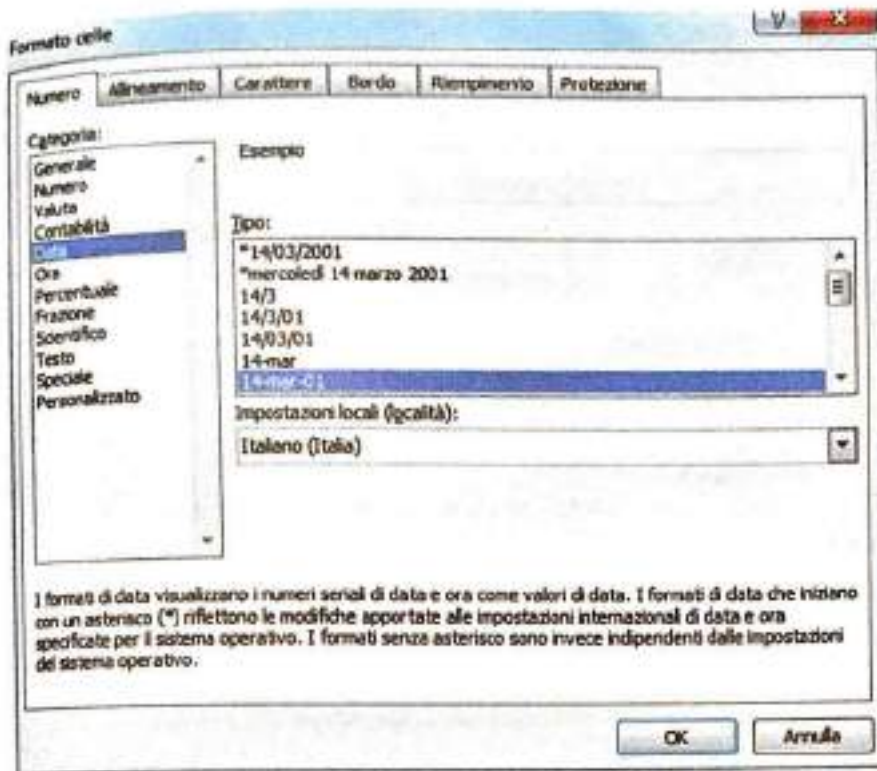 Formato celle
Numero Allineamento Carattere Bordo Riempimento Protezione
Categoria:
Generale
Numero
Valuta
Contabilità
Data
Ora
Percentuale
Frazione
Scientifico
Testo
Speciale
Personalizzato
Esempio
Tipo:
*14/03/2001
*mercoledì 14 marzo 2001
14/3
14/3/01
14/03/01
14-mar
14-mar-01
Impostazioni locali (località):
Italiano (Italia)
I formati di data visualizzano i numeri seriali di data e ora come valori di data. I formati di data che iniziano
con un asterisco (*) riflettono le modifiche apportate alle impostazioni internazionali di data e ora
specificate per il sistema operativo. I formati senza asterisco sono invece indipendenti dalle impostazioni
del sistema operativo.
OK Annulla